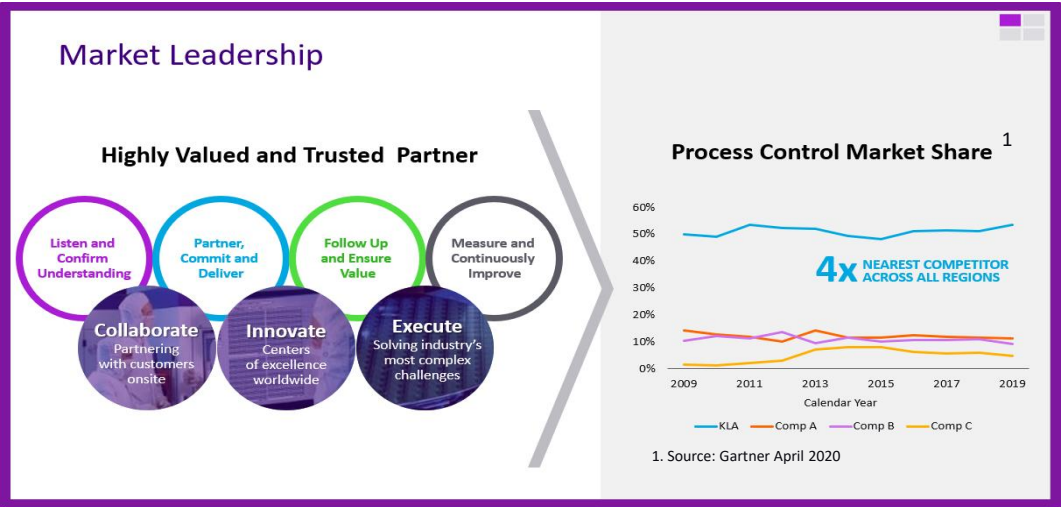 Market Leadership
Highly Valued and Trusted Partner
Listen and
Confirm
Understanding
Partner,
Commit and
Deliver
Follow Up
and Ensure
Value
Measure and
Continuously
Improve
Collaborate
Partnering
with customers
onsite
Innovate
Centers
of excellence
worldwide
Execute
Solving industry's
most complex
challenges
Process Control Market Share 1
60%
50%
40%
30%
20%
10%
0%
4x NEAREST COMPETITOR
ACROSS ALL REGIONS
2009 2011 2013 2015 2017 2019
Calendar Year
KLA Comp A Comp B Comp C
1. Source: Gartner April 2020